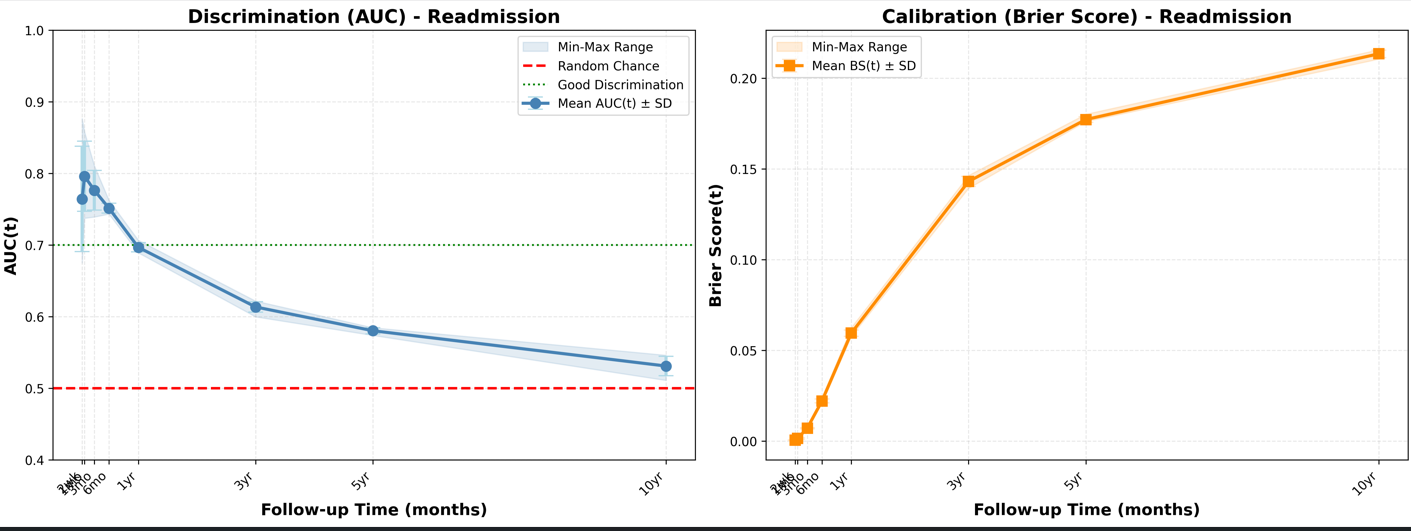 Discrimination (AUC) - Readmission
1.0
0.9
0.8
0.7
0.6
0.5
0.4
AUC(t)
Min-Max Range
Random Chance
Good Discrimination
Mean AUC(t) ± SD
3mo
6mo
1yr
3yr
5yr
10yr
Follow-up Time (months)
Calibration (Brier Score) - Readmission
0.20
0.15
0.10
0.05
0.00
Brier Score(t)
Min-Max Range
Mean BS(t) ± SD
3mo
6mo
1yr
3yr
5yr
10yr
Follow-up Time (months)